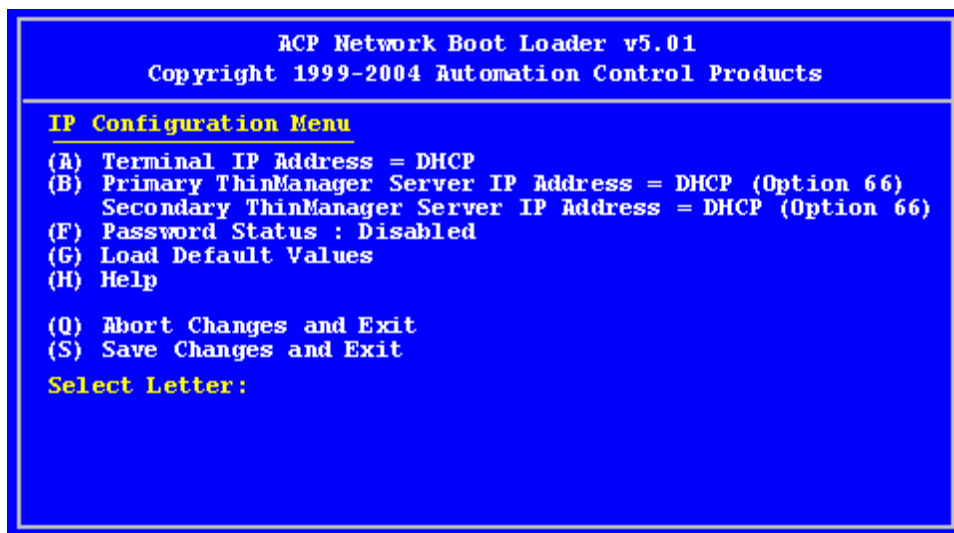 ACP Network Boot Loader v5.01
Copyright 1999-2004 Automation Control Products
IP Configuration Menu
(A) Terminal IP Address = DHCP
(B) Primary ThinManager Server IP Address = DHCP (Option 66)
Secondary ThinManager Server IP Address = DHCP (Option 66)
(F) Password Status : Disabled
(G) Load Default Values
(H) Help
(Q) Abort Changes and Exit
(S) Save Changes and Exit
Select Letter: